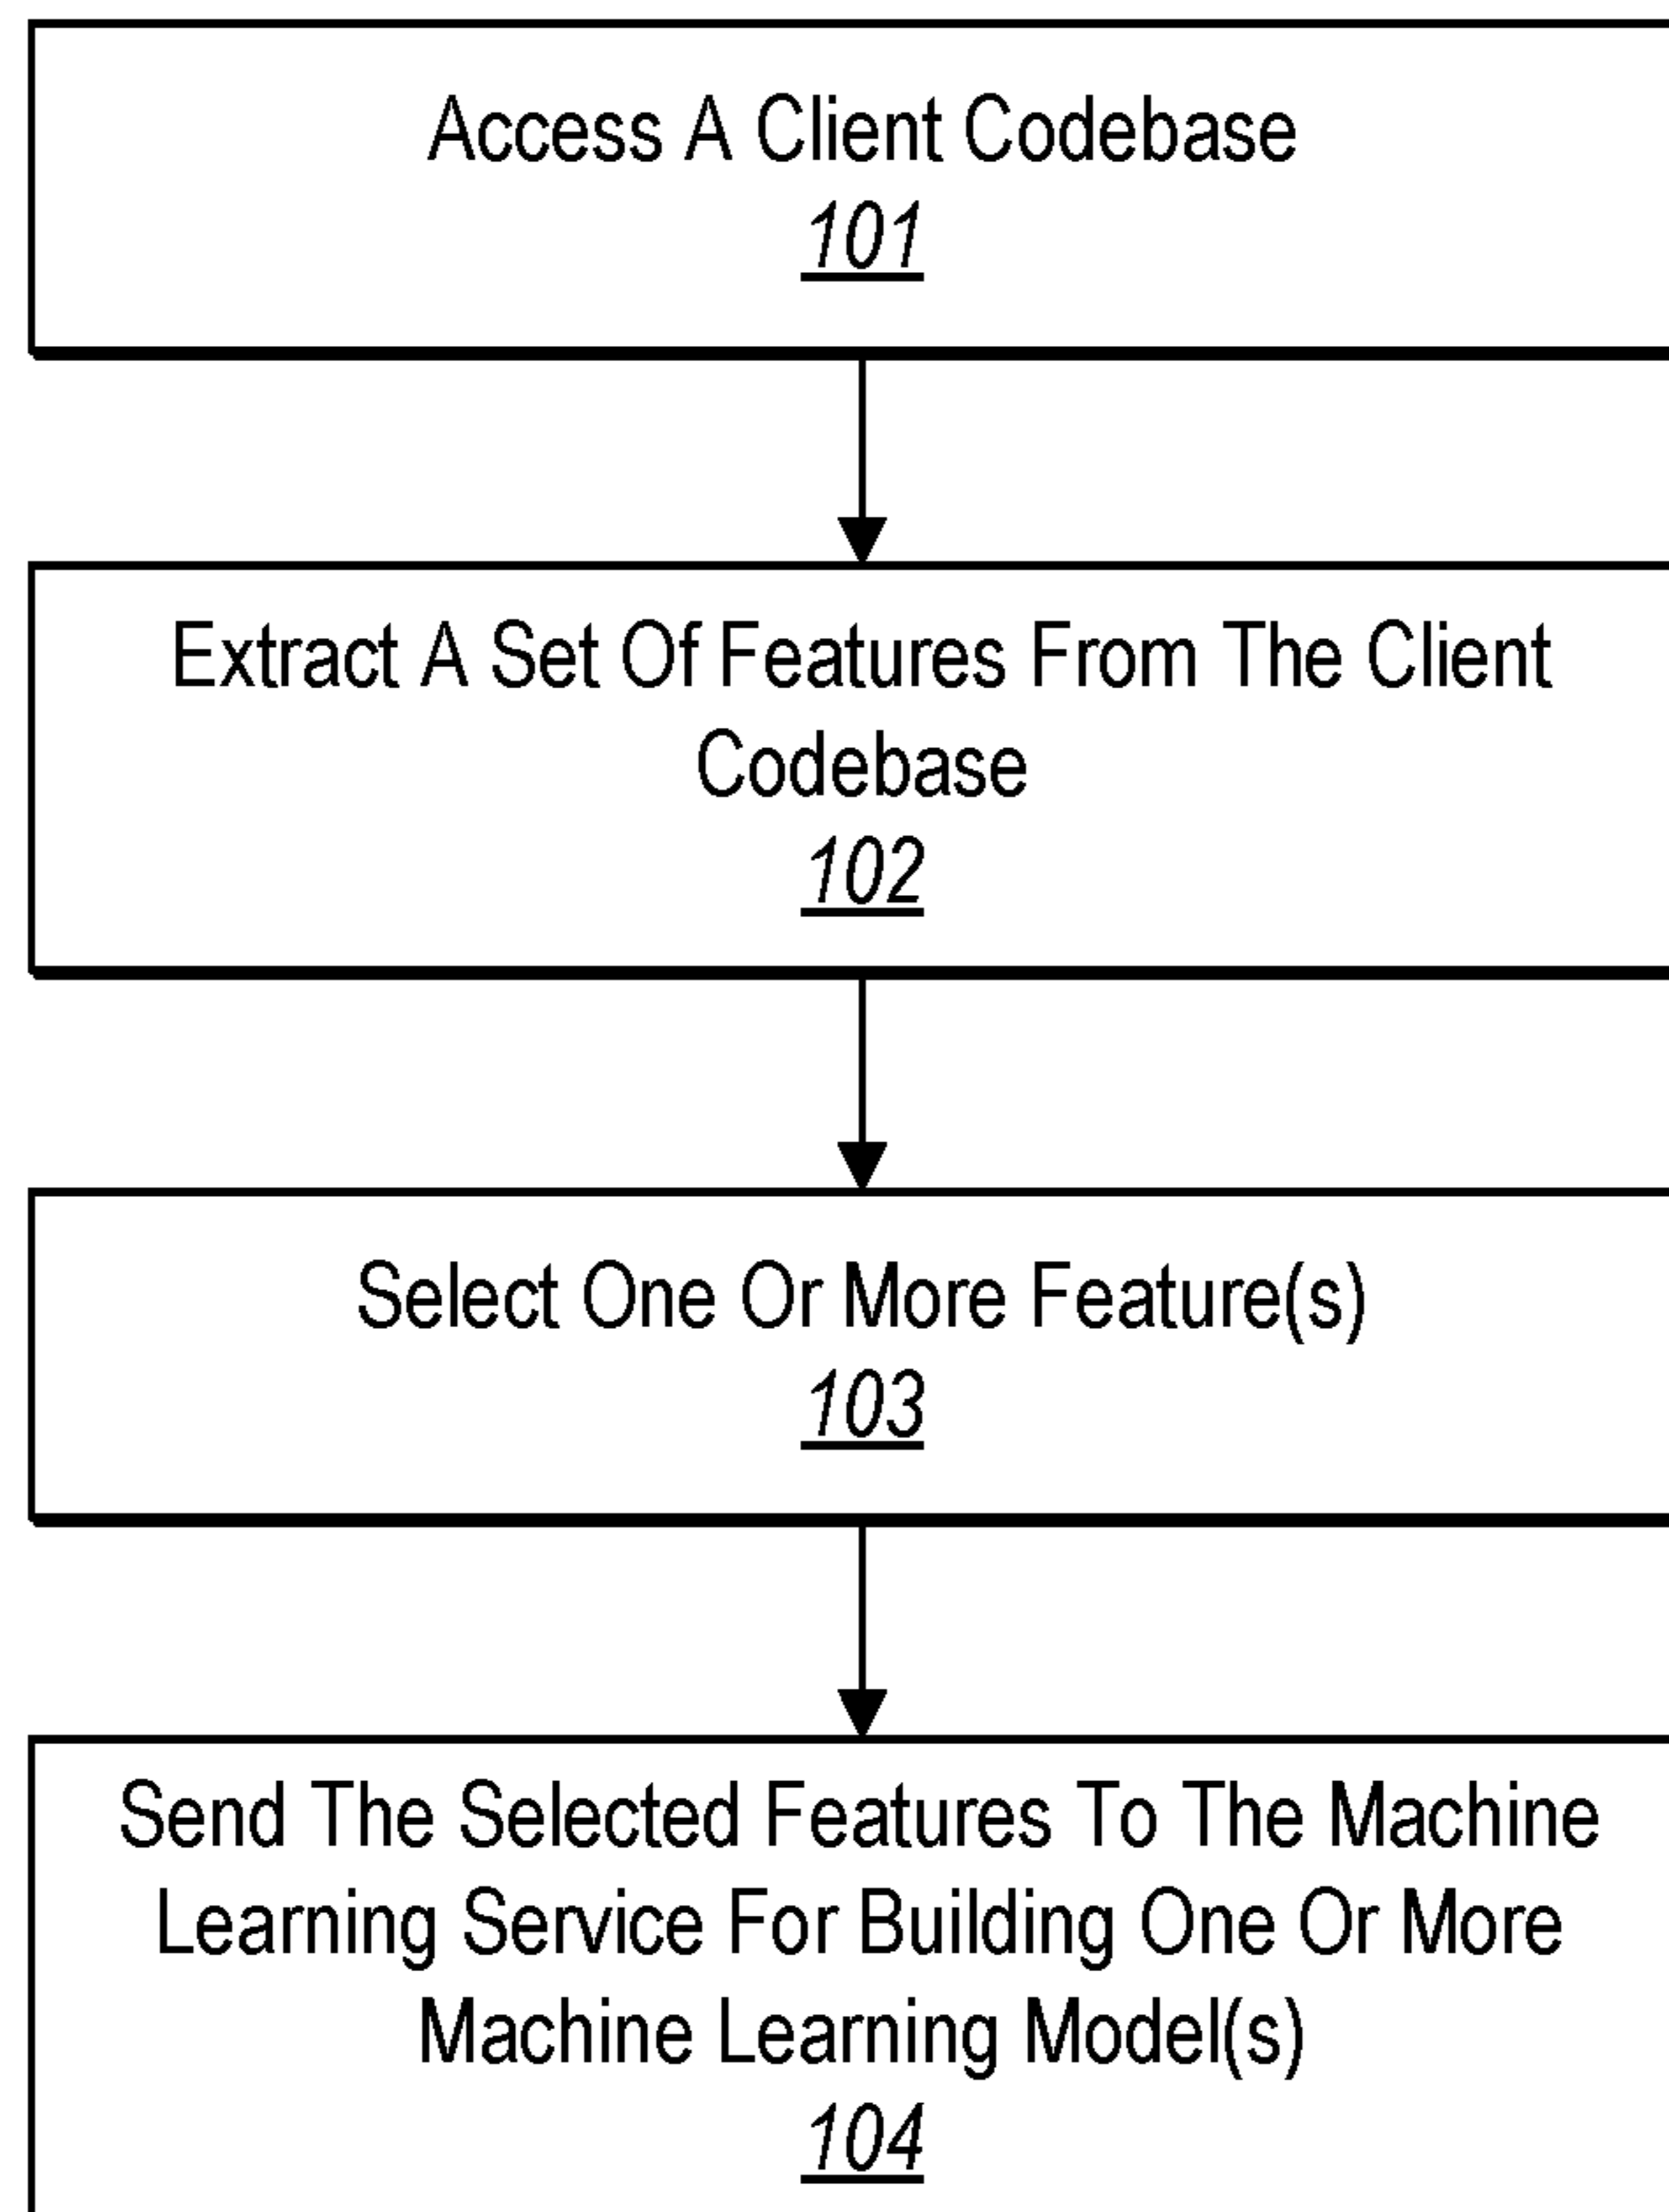 Access A Client Codebase
101
Extract A Set Of Features From The Client
Codebase
102
Select One Or More Feature(s)
103
Send The Selected Features To The Machine
Learning Service For Building One Or More
Machine Learning Model(s)
104